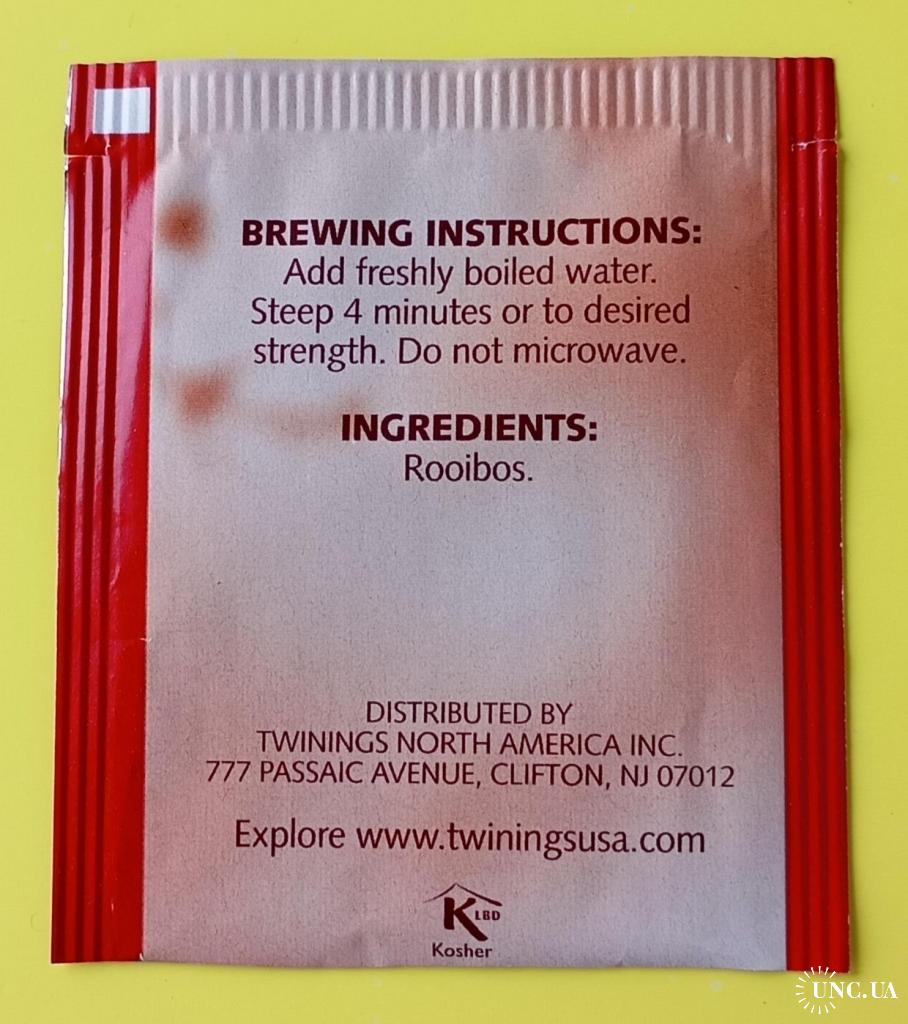 BREWING INSTRUCTIONS:
Add freshly boiled water.
Steep 4 minutes or to desired
strength. Do not microwave.
INGREDIENTS:
Rooibos.
DISTRIBUTED BY
TWININGS NORTH AMERICA INC.
777 PASSAIC AVENUE, CLIFTON, NJ 07012
Explore www.twiningsusa.com
K LBD
Kosher
UNC.UA